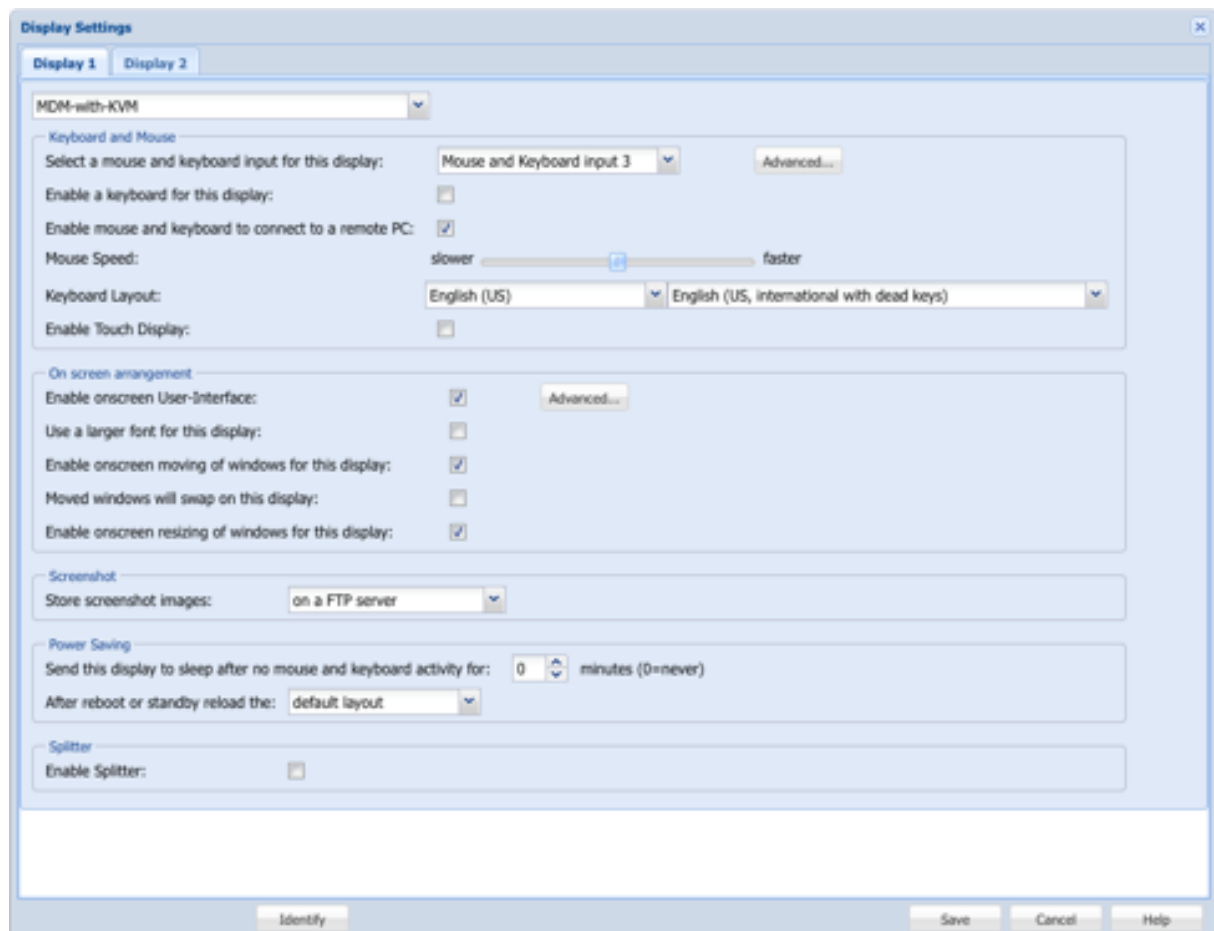 Display Settings
Display 1 Display 2
MDM-with-KVM
Keyboard and Mouse
Select a mouse and keyboard input for this display: Mouse and Keyboard input 3 Advanced...
Enable a keyboard for this display:
Enable mouse and keyboard to connect to a remote PC:
Mouse Speed: slower faster
Keyboard Layout: English (US) English (US, international with dead keys)
Enable Touch Display:
On screen arrangement
Enable onscreen User-Interface: Advanced...
Use a larger font for this display:
Enable onscreen moving of windows for this display:
Moved windows will swap on this display:
Enable onscreen resizing of windows for this display:
Screenshot
Store screenshot images: on a FTP server
Power Saving
Send this display to sleep after no mouse and keyboard activity for: 0 minutes (0=never)
After reboot or standby reload the: default layout
Splitter
Enable Splitter:
Identify Save Cancel Help